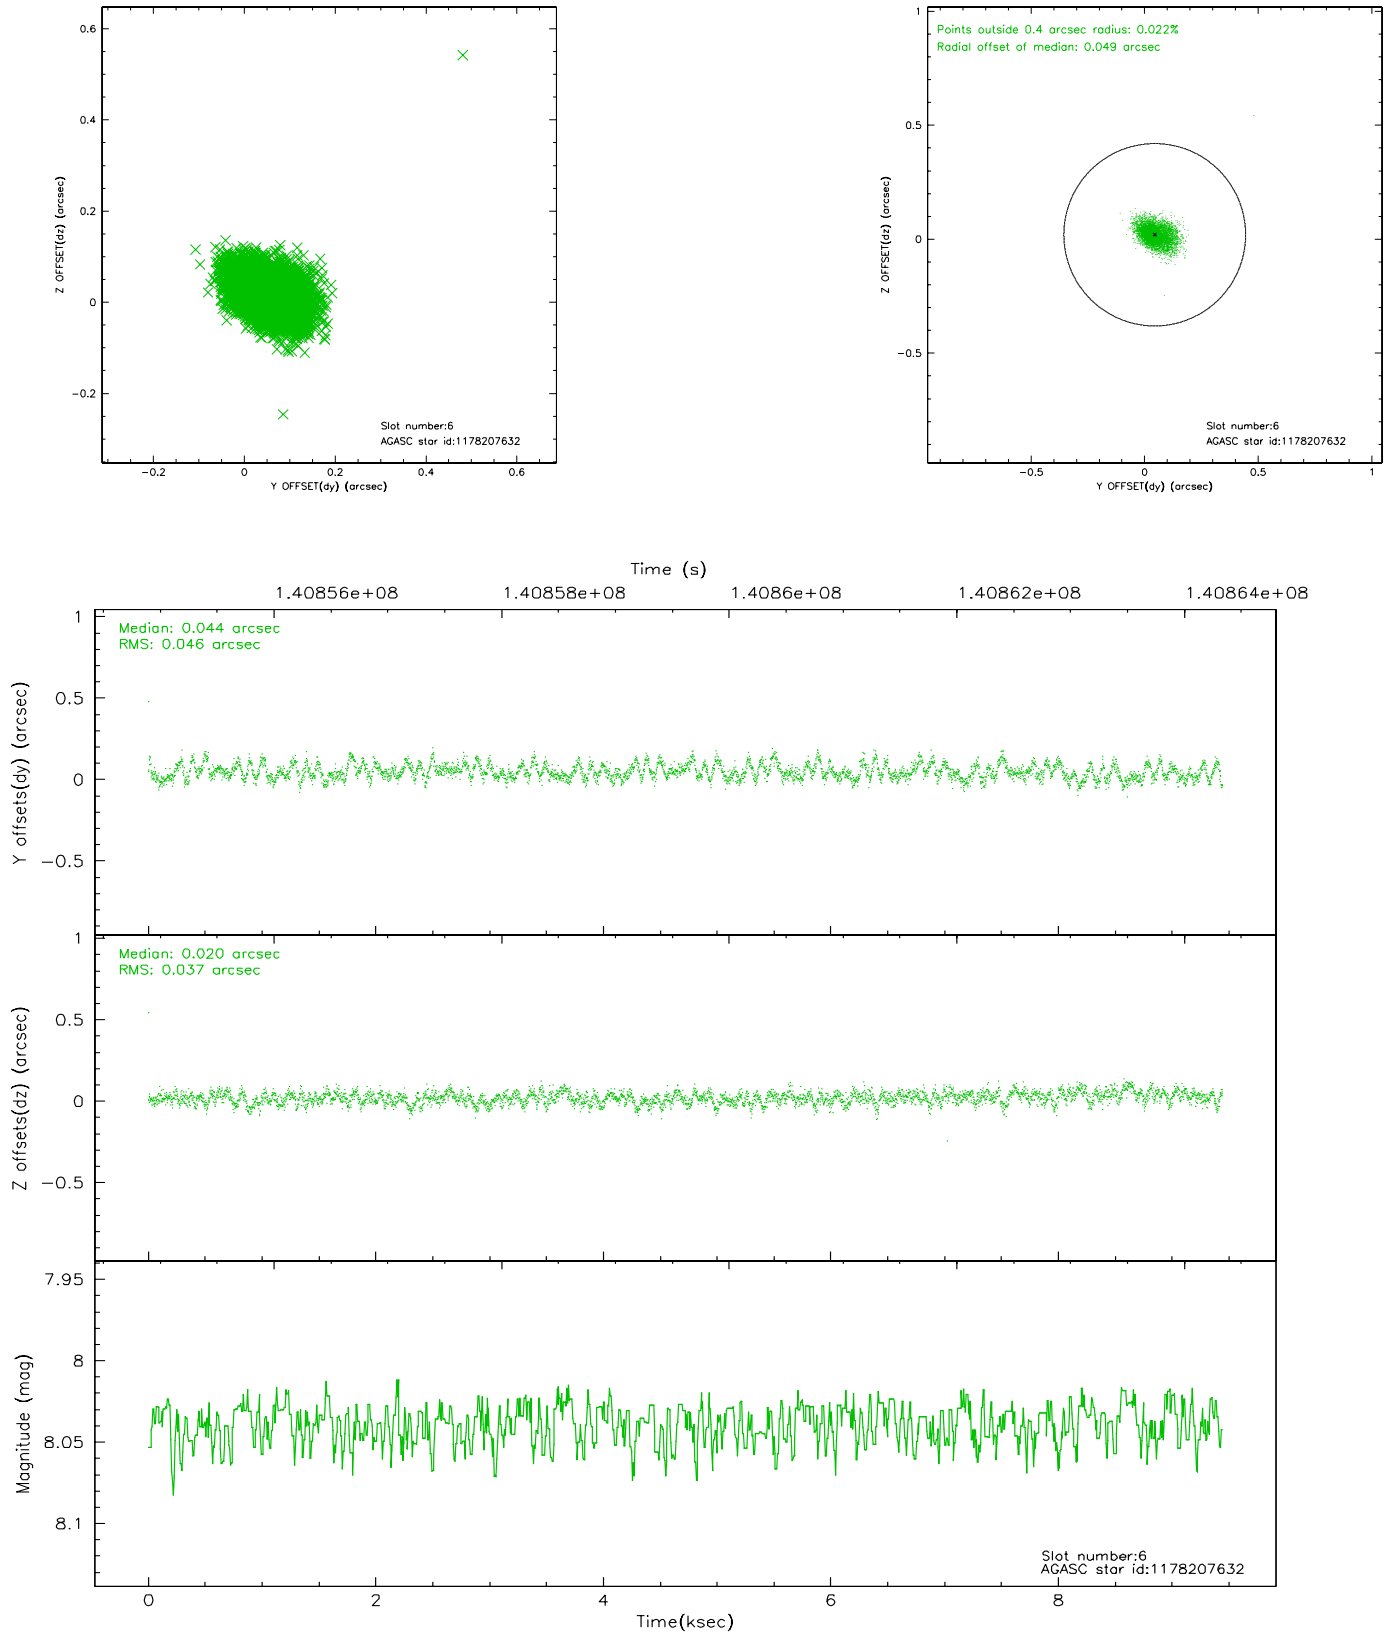 0.6
0.4
0.2
0
−0.2
Z OFFSET(dz) (arcsec)
Slot number:6
AGASC star id:1178207632
−0.2 0 0.2 0.4 0.6
Y OFFSET(dy) (arcsec)
1
0.5
0
−0.5
Z OFFSET(dz) (arcsec)
Points outside 0.4 arcsec radius: 0.022%
Radial offset of median: 0.049 arcsec
Slot number:6
AGASC star id:1178207632
−0.5 0 0.5 1
Y OFFSET(dy) (arcsec)
Time (s)
1.40856e+08 1.40858e+08 1.4086e+08 1.40862e+08 1.40864e+08
Median: 0.044 arcsec
RMS: 0.046 arcsec
1
0.5
0
−0.5
Y offsets(dy) (arcsec)
Median: 0.020 arcsec
RMS: 0.037 arcsec
1
0.5
0
−0.5
Z offsets(dz) (arcsec)
7.95
8
8.05
8.1
Magnitude (mag)
Slot number:6
AGASC star id:1178207632
0 2 4 6 8
Time(ksec)